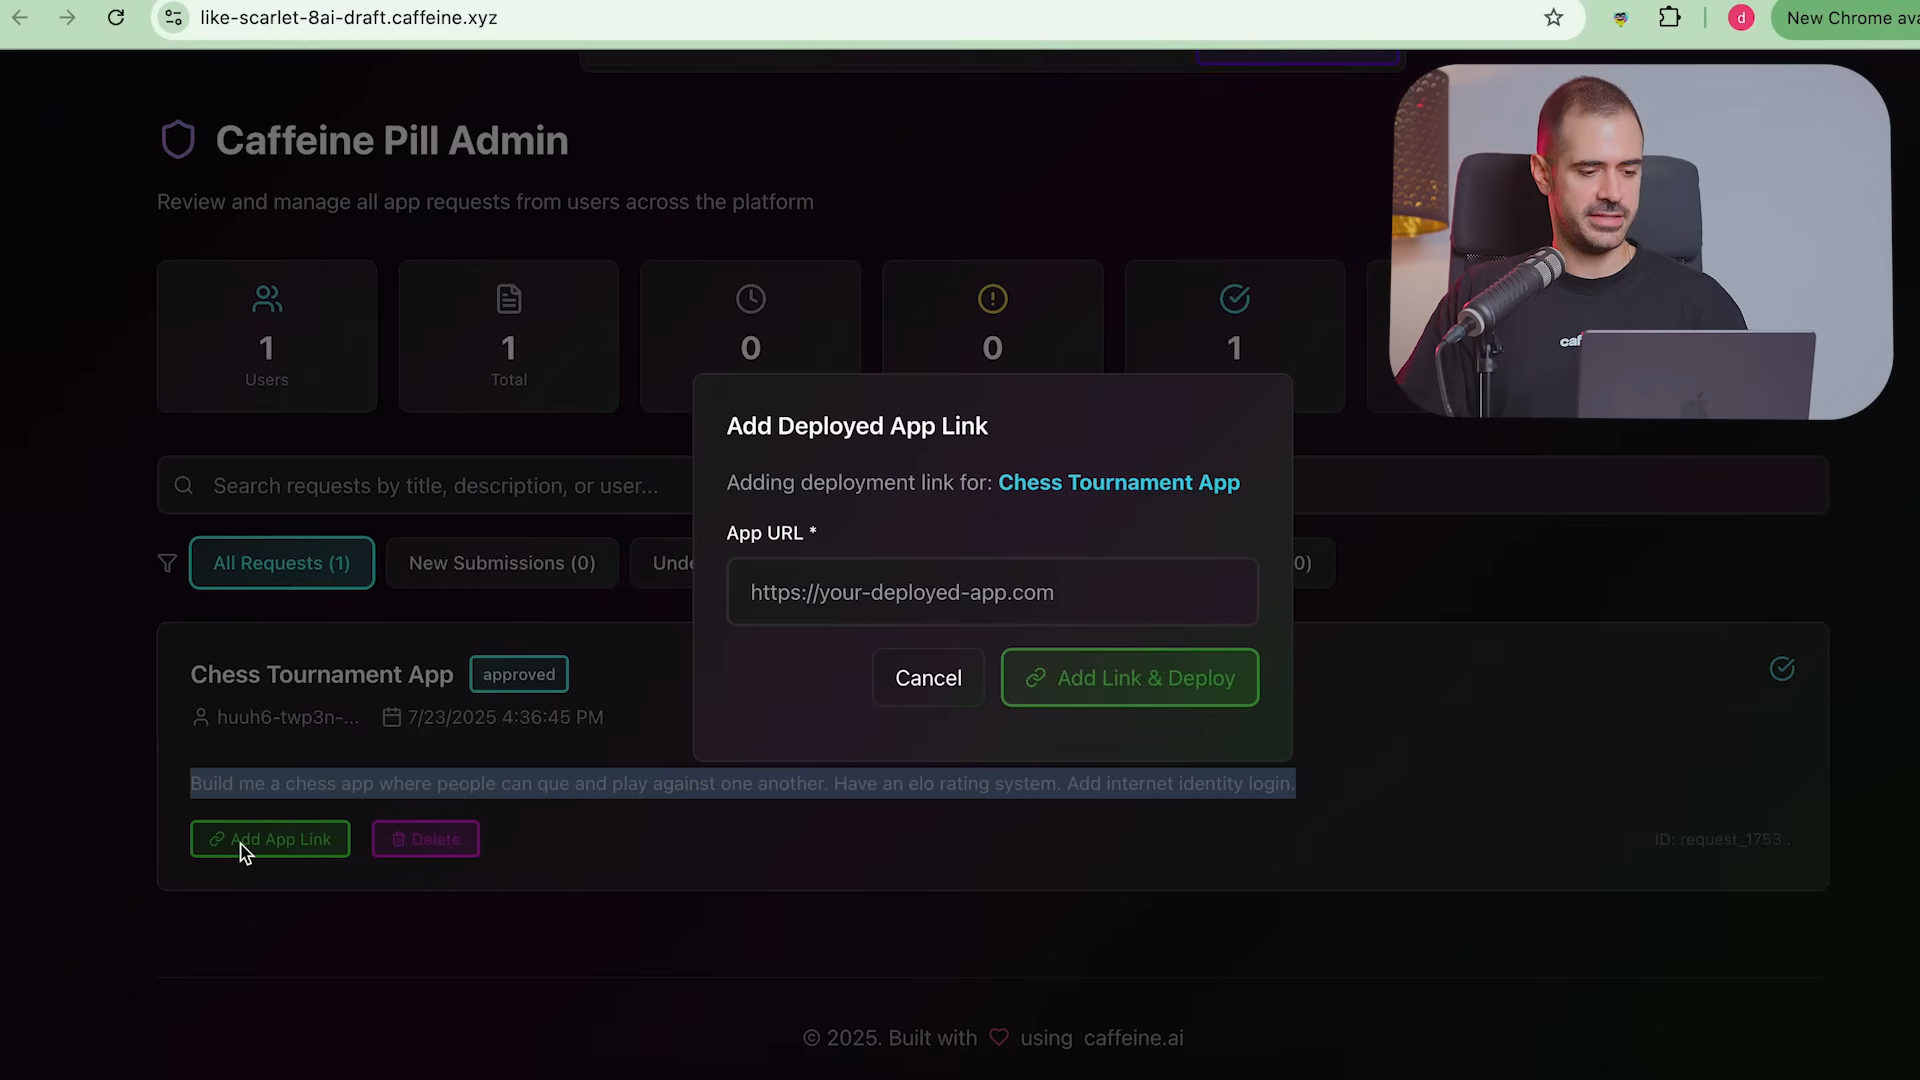 like-scarlet-8ai-draft.caffeine.xyz
d
New Chrome ava
Caffeine Pill Admin
Review and manage all app requests from users across the platform
1
Users
1
Total
0
0
1
caf
Search requests by title, description, or user...
All Requests (1)
New Submissions (0)
Unde
0)
Add Deployed App Link
Adding deployment link for: Chess Tournament App
App URL *
https://your-deployed-app.com
Cancel
Add Link & Deploy
Chess Tournament App
approved
huuh6-twp3n-...
7/23/2025 4:36:45 PM
Build me a chess app where people can que and play against one another. Have an elo rating system. Add internet identity login.
Add App Link
Delete
ID: request_1753..
© 2025. Built with
using caffeine.ai